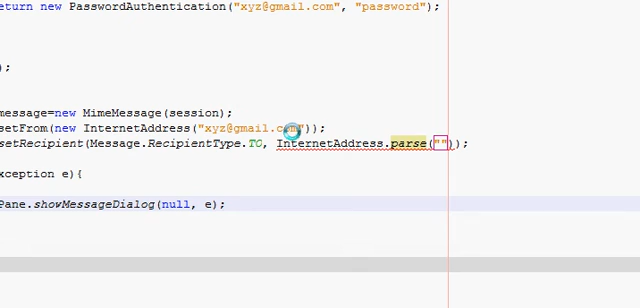 eturn new PasswordAuthentication("xyz@gmail.com", "password");
);
message=new MimeMessage(session);
setFrom(new InternetAddress("xyz@gmail.com"));
setRecipient(Message.RecipientType.TO, InternetAddress.parse(""));
xception e){
Pane.showMessageDialog(null, e);